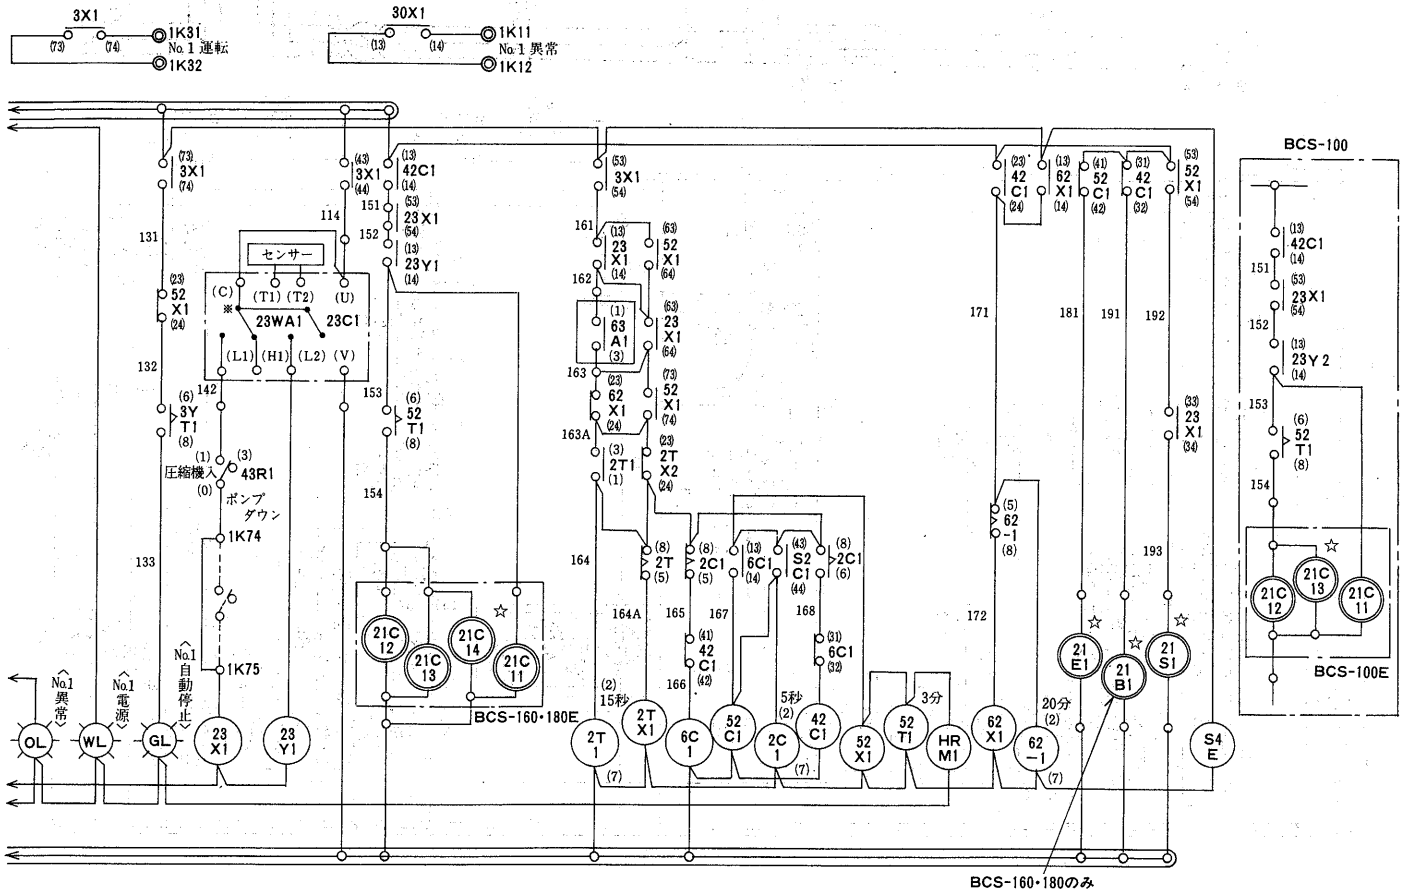 3X1
(73) (74)
1K31
No.1 運転
1K32
30X1
(13) (14)
1K11
No.1 異常
1K12
(73)
3X1
(74)
131
(23)
52
X1
(24)
132
(6)
3Y
T1
(8)
133
(43)
3X1
(44)
114
センサー
(C) (T1) (T2) (U)
※
23WA1 23C1
(L1) (H1) (L2) (V)
142
(1) (3)
圧縮機入 43R1
(0)
ポンプ
ダウン
1K74
1K75
(13)
42C1
(14)
151
(53)
23X1
(54)
152
(13)
23Y1
(14)
153
(6)
52
T1
(8)
154
21C
12
21C
13
21C
14
☆
21C
11
BCS-160・180E
(53)
3X1
(54)
161
(13)
23
X1
(14)
(63)
52
X1
(64)
162
(1)
63
A1
(3)
(63)
23
X1
(64)
163
(23)
62
X1
(24)
(73)
52
X1
(74)
163A
(3)
2T1
(1)
(23)
2T
X2
(24)
164
(8)
2T
(5)
(8)
2C1
(5)
(13)
6C1
(14)
(43)
S2
C1
(44)
(8)
2C1
(6)
164A
165
167
168
(41)
42
C1
(42)
(31)
6C1
(32)
166
(23)
42
C1
(24)
(13)
62
X1
(14)
(41)
52
C1
(42)
(31)
42
C1
(32)
(53)
52
X1
(54)
171
181
191
192
(33)
23
X1
(34)
(5)
62
-1
(8)
172
193
☆
21
E1
☆
21
B1
☆
21
S1
BCS-100
(13)
42C1
(14)
151
(53)
23X1
(54)
152
(13)
23Y2
(14)
153
(6)
52
T1
(8)
154
21C
12
☆
21C
13
21C
11
BCS-100E
〈No.1 異常〉
〈No.1 電源〉
〈No.1 自動停止〉
OL
WL
GL
23
X1
23
Y1
(2)
15秒
2T
1
2T
X1
6C
1
52
C1
5秒
(2)
2C
1
42
C1
52
X1
3分
52
T1
HR
M1
62
X1
20分
(2)
62
-1
S4
E
(7)
(7)
(7)
BCS-160・180のみ